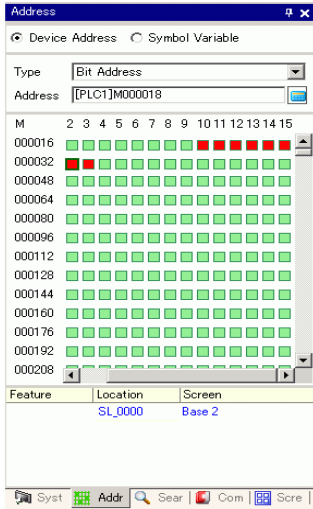 Address
Device Address Symbol Variable
Type Bit Address
Address [PLC1]M000018
M 2 3 4 5 6 7 8 9 10 11 12 13 14 15
000016
000032
000048
000064
000080
000096
000112
000128
000144
000160
000176
000192
000208
Feature Location Screen
SL_0000 Base 2
Syst Addr Sear Com Scre